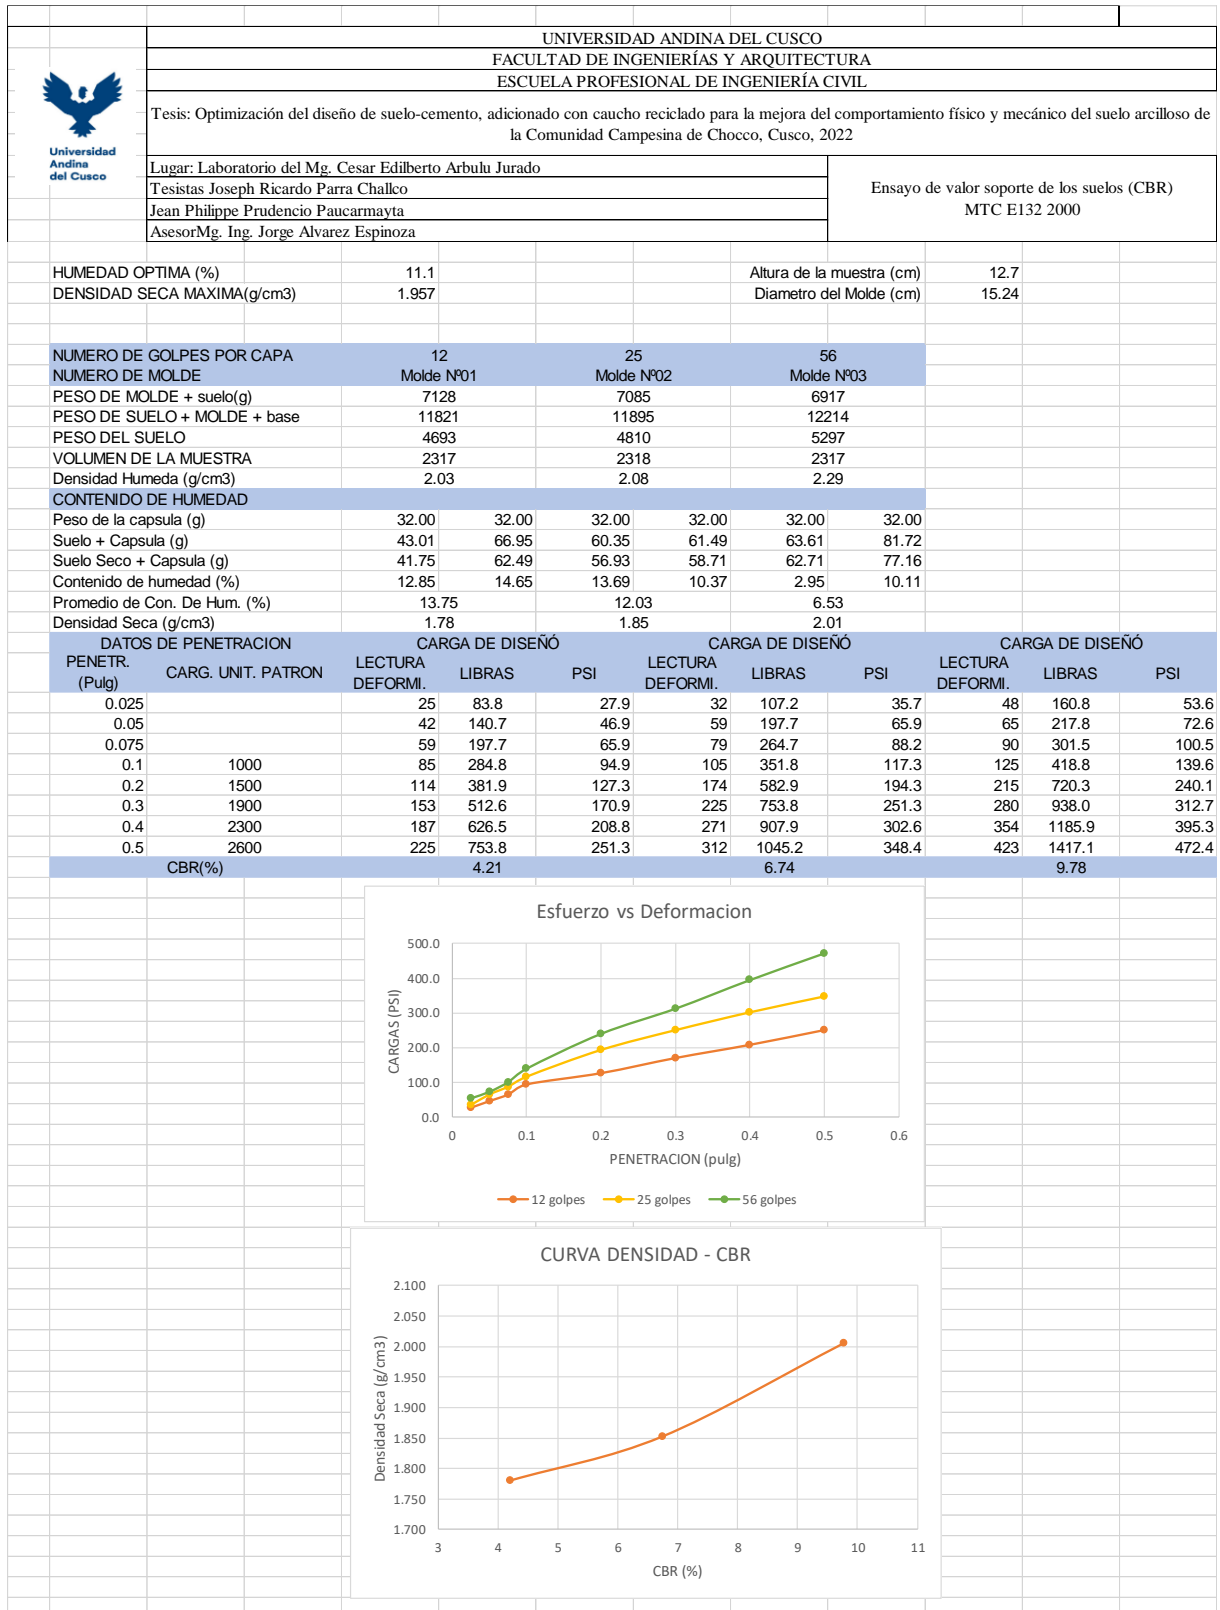 UNIVERSIDAD ANDINA DEL CUSCO
FACULTAD DE INGENIERÍAS Y ARQUITECTURA
ESCUELA PROFESIONAL DE INGENIERÍA CIVIL
Universidad
Andina
del Cusco
Tesis: Optimización del diseño de suelo-cemento, adicionado con caucho reciclado para la mejora del comportamiento físico y mecánico del suelo arcilloso de
la Comunidad Campesina de Chocco, Cusco, 2022
Lugar: Laboratorio del Mg. Cesar Edilberto Arbulu Jurado
Tesistas Joseph Ricardo Parra Challco
Jean Philippe Prudencio Paucarmayta
AsesorMg. Ing. Jorge Alvarez Espinoza
Ensayo de valor soporte de los suelos (CBR)
MTC E132 2000
HUMEDAD OPTIMA (%) 11.1 Altura de la muestra (cm) 12.7
DENSIDAD SECA MAXIMA(g/cm3) 1.957 Diametro del Molde (cm) 15.24
NUMERO DE GOLPES POR CAPA 12 25 56
NUMERO DE MOLDE Molde Nº01 Molde Nº02 Molde Nº03
PESO DE MOLDE + suelo(g) 7128 7085 6917
PESO DE SUELO + MOLDE + base 11821 11895 12214
PESO DEL SUELO 4693 4810 5297
VOLUMEN DE LA MUESTRA 2317 2318 2317
Densidad Humeda (g/cm3) 2.03 2.08 2.29
CONTENIDO DE HUMEDAD
Peso de la capsula (g) 32.00 32.00 32.00 32.00 32.00 32.00
Suelo + Capsula (g) 43.01 66.95 60.35 61.49 63.61 81.72
Suelo Seco + Capsula (g) 41.75 62.49 56.93 58.71 62.71 77.16
Contenido de humedad (%) 12.85 14.65 13.69 10.37 2.95 10.11
Promedio de Con. De Hum. (%) 13.75 12.03 6.53
Densidad Seca (g/cm3) 1.78 1.85 2.01
DATOS DE PENETRACION CARGA DE DISEÑÓ CARGA DE DISEÑÓ CARGA DE DISEÑÓ
PENETR. (Pulg) CARG. UNIT. PATRON LECTURA DEFORMI. LIBRAS PSI LECTURA DEFORMI. LIBRAS PSI LECTURA DEFORMI. LIBRAS PSI
0.025 25 83.8 27.9 32 107.2 35.7 48 160.8 53.6
0.05 42 140.7 46.9 59 197.7 65.9 65 217.8 72.6
0.075 59 197.7 65.9 79 264.7 88.2 90 301.5 100.5
0.1 1000 85 284.8 94.9 105 351.8 117.3 125 418.8 139.6
0.2 1500 114 381.9 127.3 174 582.9 194.3 215 720.3 240.1
0.3 1900 153 512.6 170.9 225 753.8 251.3 280 938.0 312.7
0.4 2300 187 626.5 208.8 271 907.9 302.6 354 1185.9 395.3
0.5 2600 225 753.8 251.3 312 1045.2 348.4 423 1417.1 472.4
CBR(%) 4.21 6.74 9.78
Esfuerzo vs Deformacion
CARGAS (PSI)
500.0
400.0
300.0
200.0
100.0
0.0
0 0.1 0.2 0.3 0.4 0.5 0.6
PENETRACION (pulg)
12 golpes 25 golpes 56 golpes
CURVA DENSIDAD - CBR
Densidad Seca (g/cm3)
2.100
2.050
2.000
1.950
1.900
1.850
1.800
1.750
1.700
3 4 5 6 7 8 9 10 11
CBR (%)